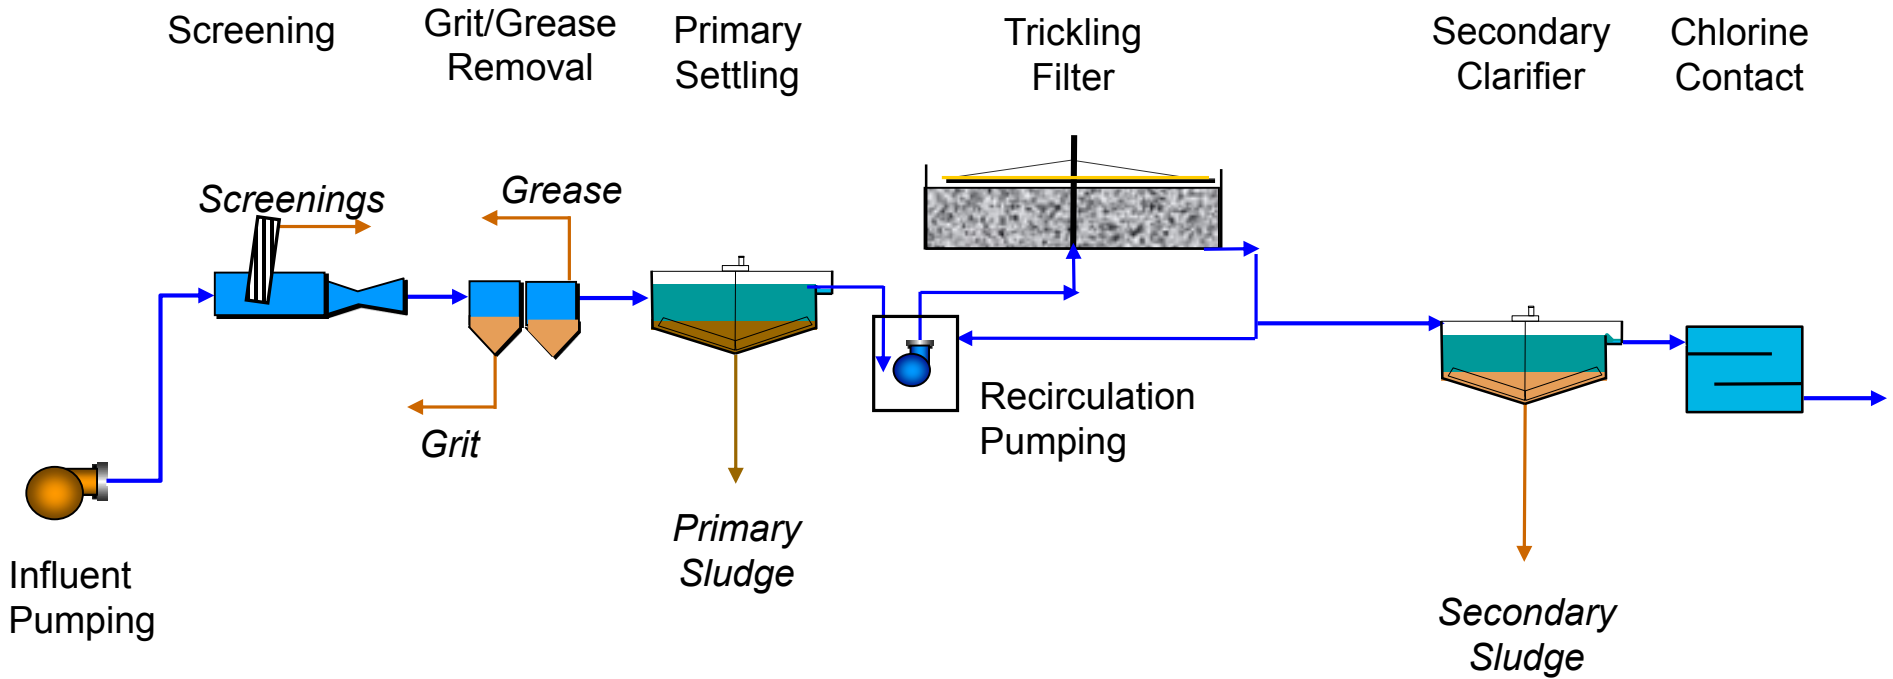 Screening
Grit/Grease
Removal
Primary
Settling
Trickling
Filter
Secondary
Clarifier
Chlorine
Contact
Screenings
Grease
Grit
Influent
Pumping
Primary
Sludge
Recirculation
Pumping
Secondary
Sludge